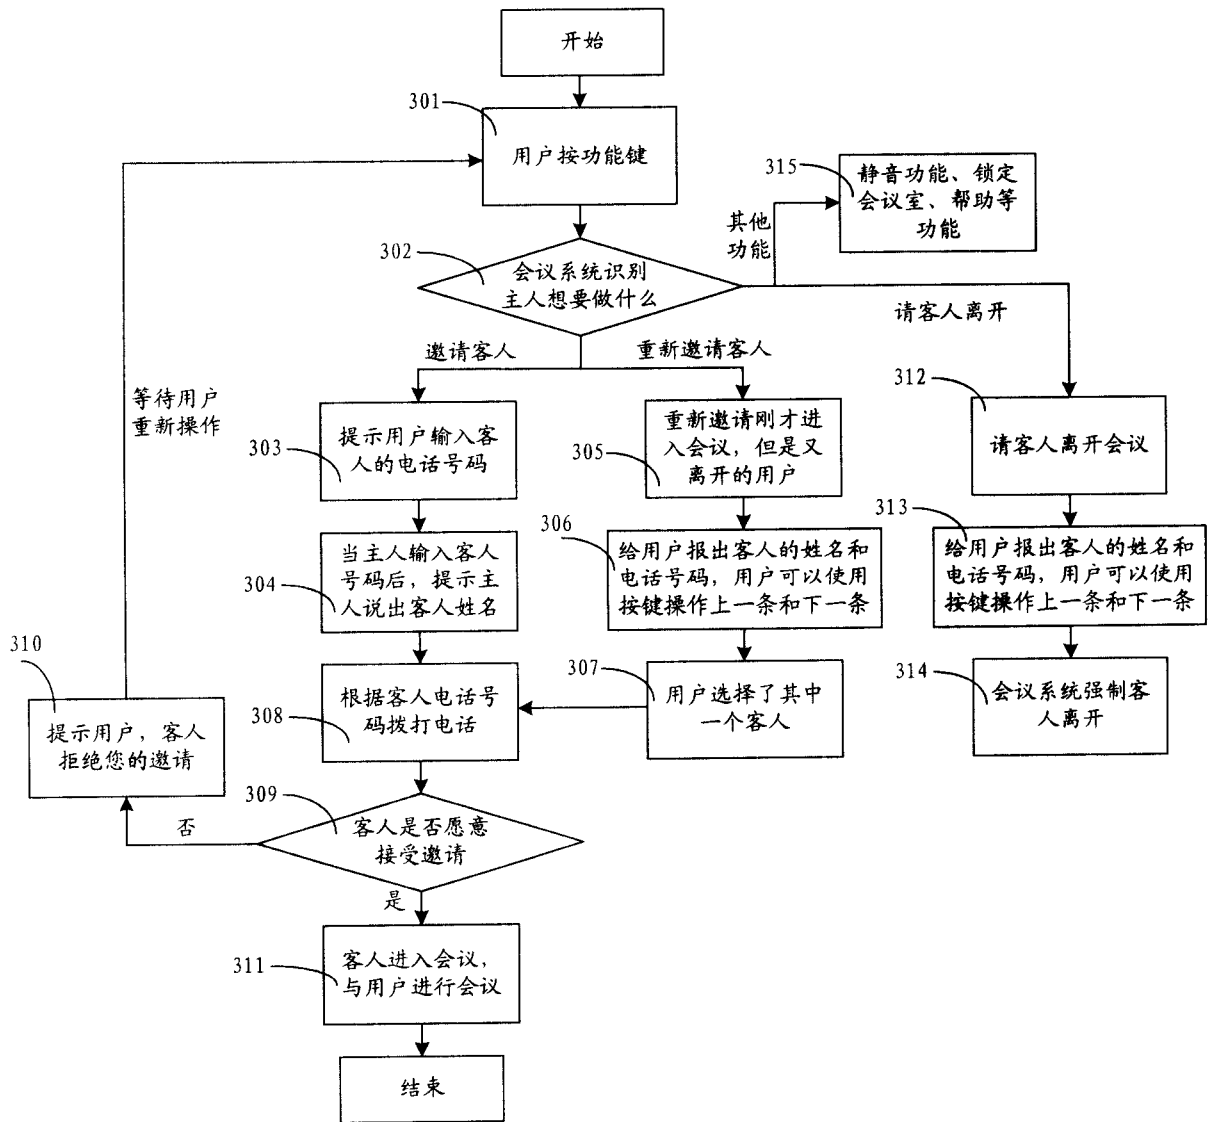 开始
301
用户按功能键
315
静音功能、锁定
会议室、帮助等
功能
其他
功能
302
会议系统识别
主人想要做什么
请客人离开
邀请客人
重新邀请客人
等待用户
重新操作
303
提示用户输入客
人的电话号码
305
重新邀请刚才进
入会议，但是又
离开的用户
312
请客人离开会议
304
当主人输入客人
号码后，提示主
人说出客人姓名
306
给用户报出客人的姓名和
电话号码，用户可以使用
按键操作上一条和下一条
313
给用户报出客人的姓名和
电话号码，用户可以使用
按键操作上一条和下一条
310
提示用户，客人
拒绝您的邀请
308
根据客人电话号
码拨打电话
307
用户选择了其中
一个客人
314
会议系统强制客
人离开
309
客人是否愿意
接受邀请
否
是
311
客人进入会议，
与用户进行会议
结束